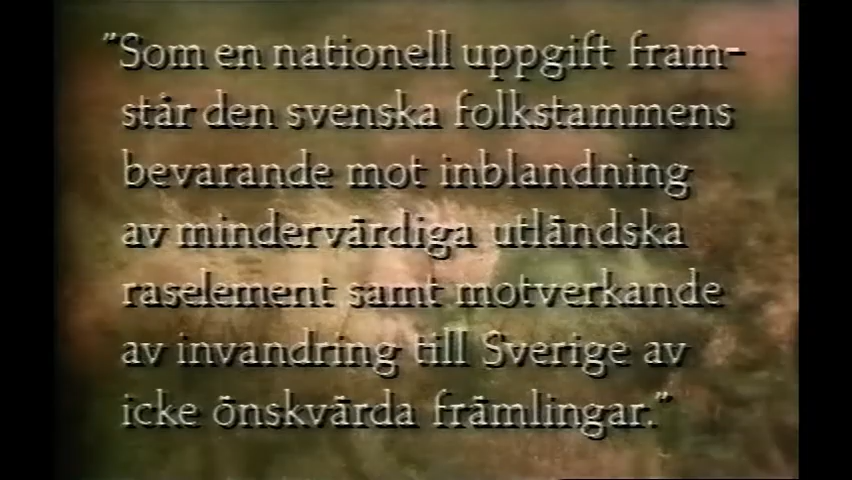 "Som en nationell uppgift fram-
står den svenska folkstammens
bevarande mot inblandning
av mindervärdiga utländska
raselement samt motverkande
av invandring till Sverige av
icke önskvärda främlingar."